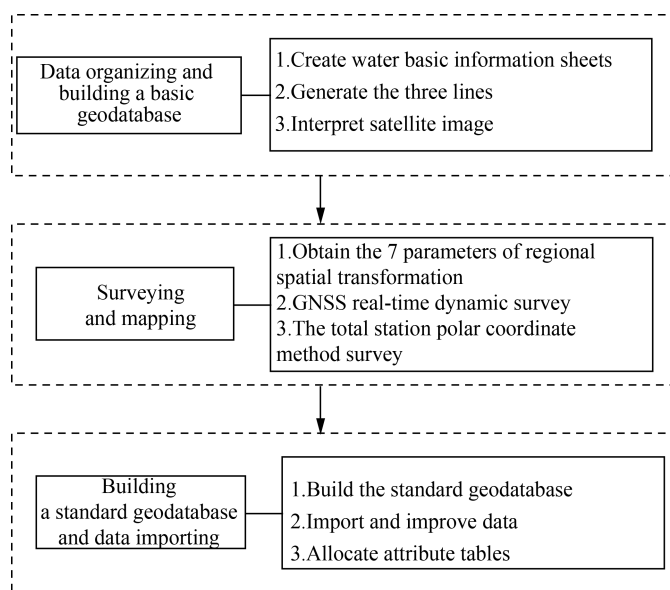 Data organizing and
building a basic
geodatabase
1.Create water basic information sheets
2.Generate the three lines
3.Interpret satellite image
Surveying
and mapping
1.Obtain the 7 parameters of regional
spatial transformation
2.GNSS real-time dynamic survey
3.The total station polar coordinate
method survey
Building
a standard geodatabase
and data importing
1.Build the standard geodatabase
2.Import and improve data
3.Allocate attribute tables